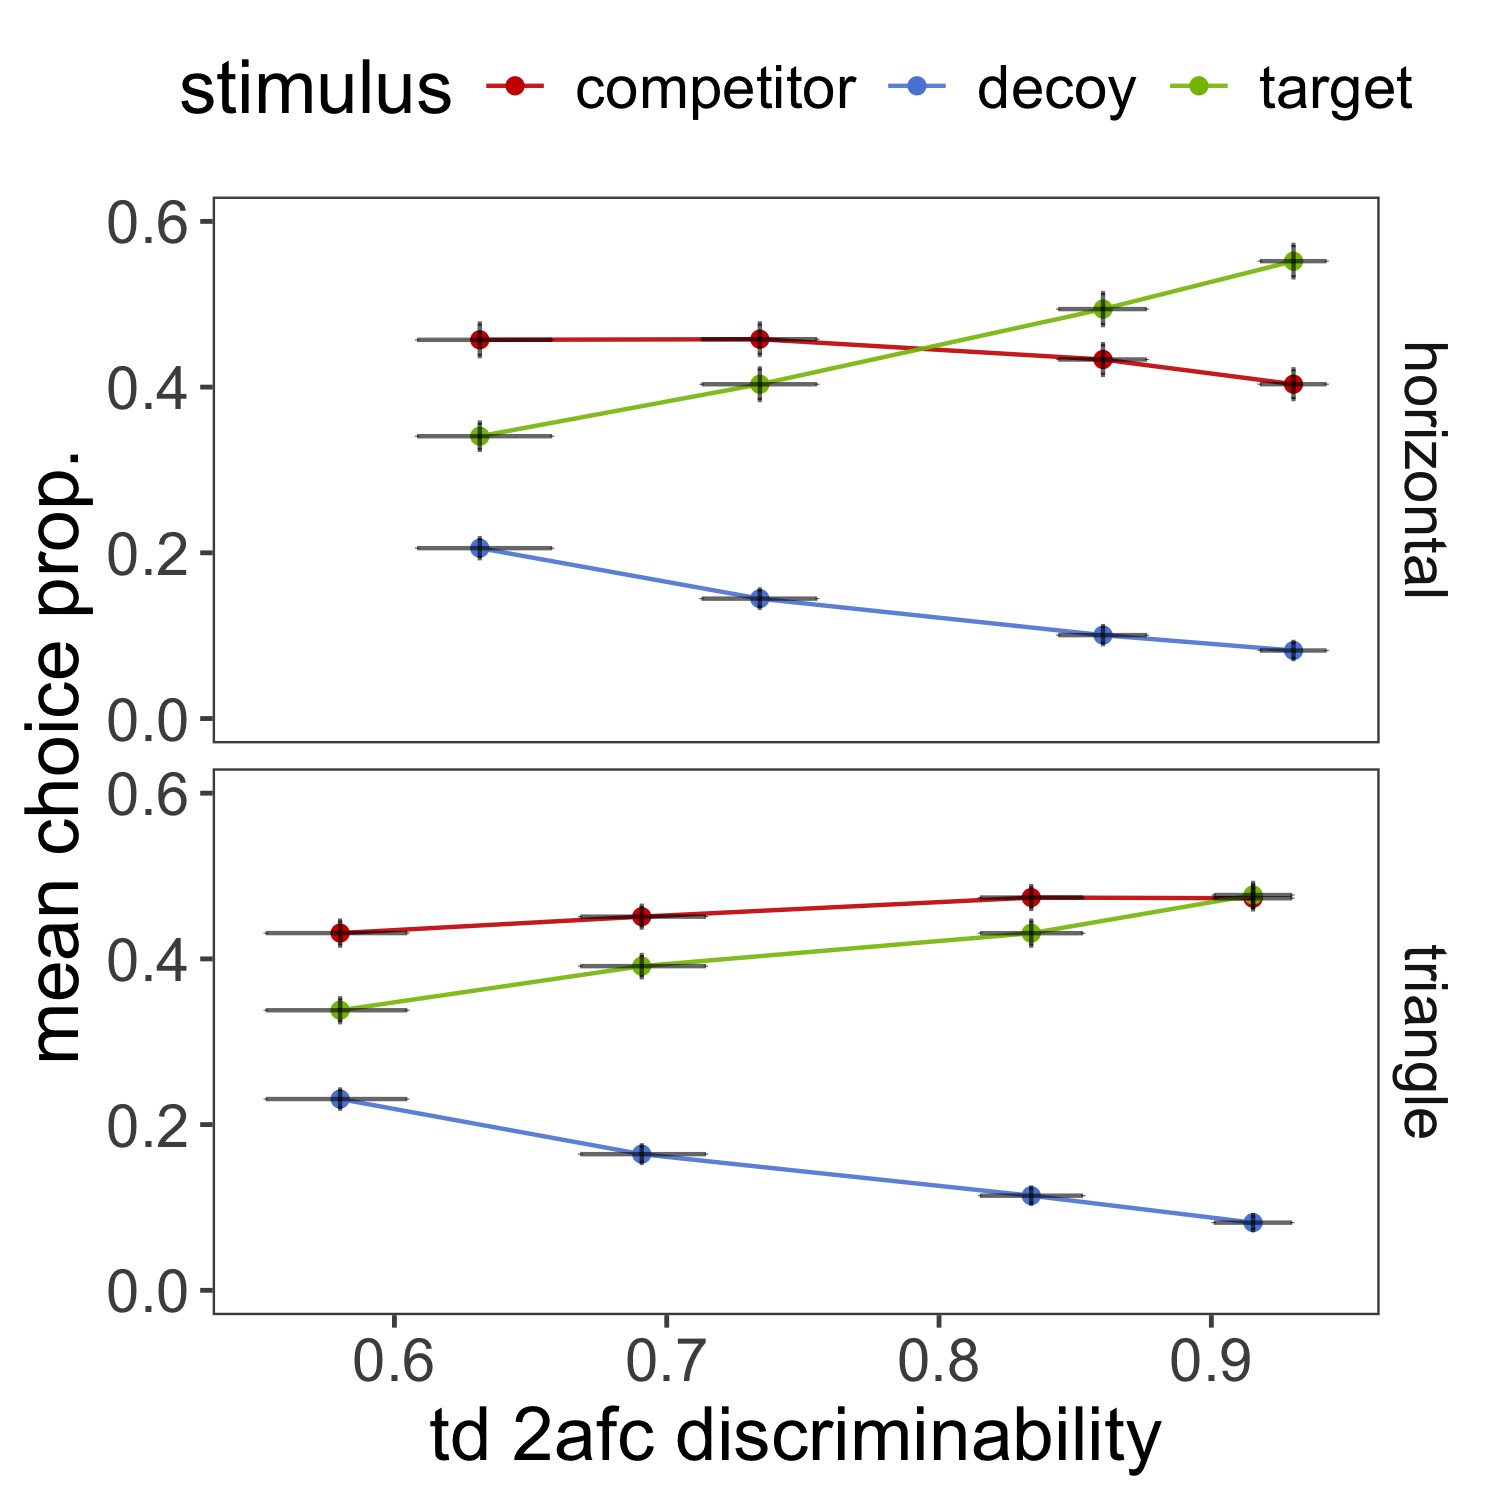 stimulus competitor decoy target
mean choice prop.
0.6
0.4
0.2
0.0
horizontal
0.6
0.4
0.2
0.0
triangle
0.6 0.7 0.8 0.9
td 2afc discriminability